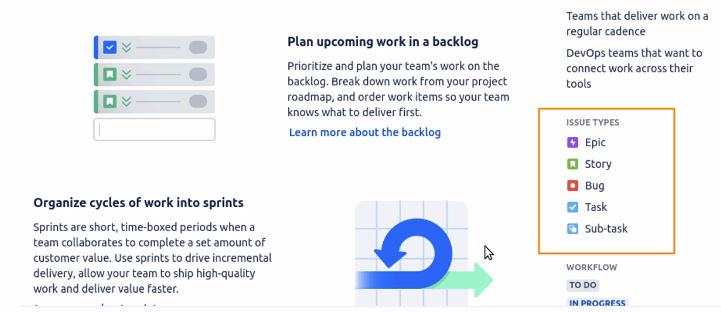 Plan upcoming work in a backlog
Prioritize and plan your team's work on the
backlog. Break down work from your project
roadmap, and order work items so your team
knows what to deliver first.
Learn more about the backlog
Organize cycles of work into sprints
Sprints are short, time-boxed periods when a
team collaborates to complete a set amount of
customer value. Use sprints to drive incremental
delivery, allow your team to ship high-quality
work and deliver value faster.
Teams that deliver work on a
regular cadence
DevOps teams that want to
connect work across their
tools
ISSUE TYPES
Epic
Story
Bug
Task
Sub-task
WORKFLOW
TO DO
IN PROGRESS